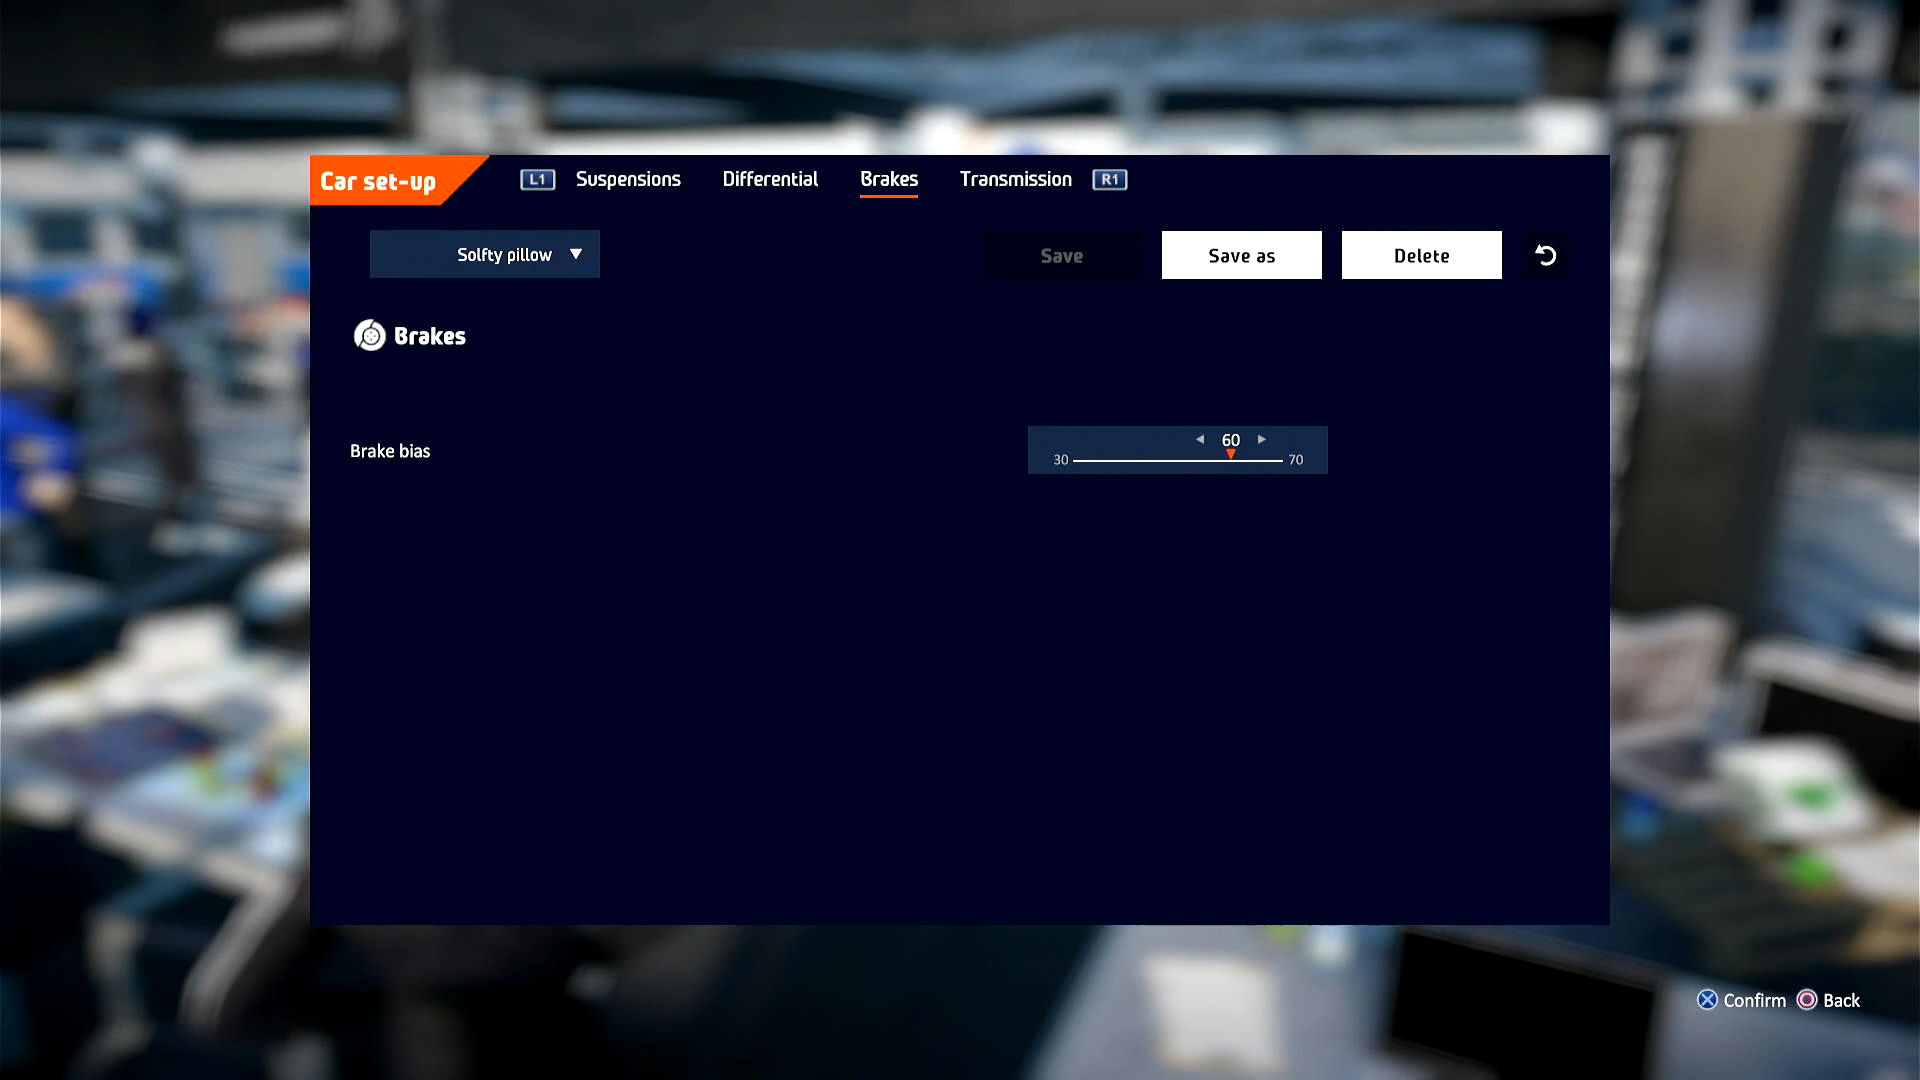 Car set-up
L1 Suspensions Differential Brakes Transmission R1
Solfty pillow
Save Save as Delete
Brakes
Brake bias
60
30 70
Confirm Back